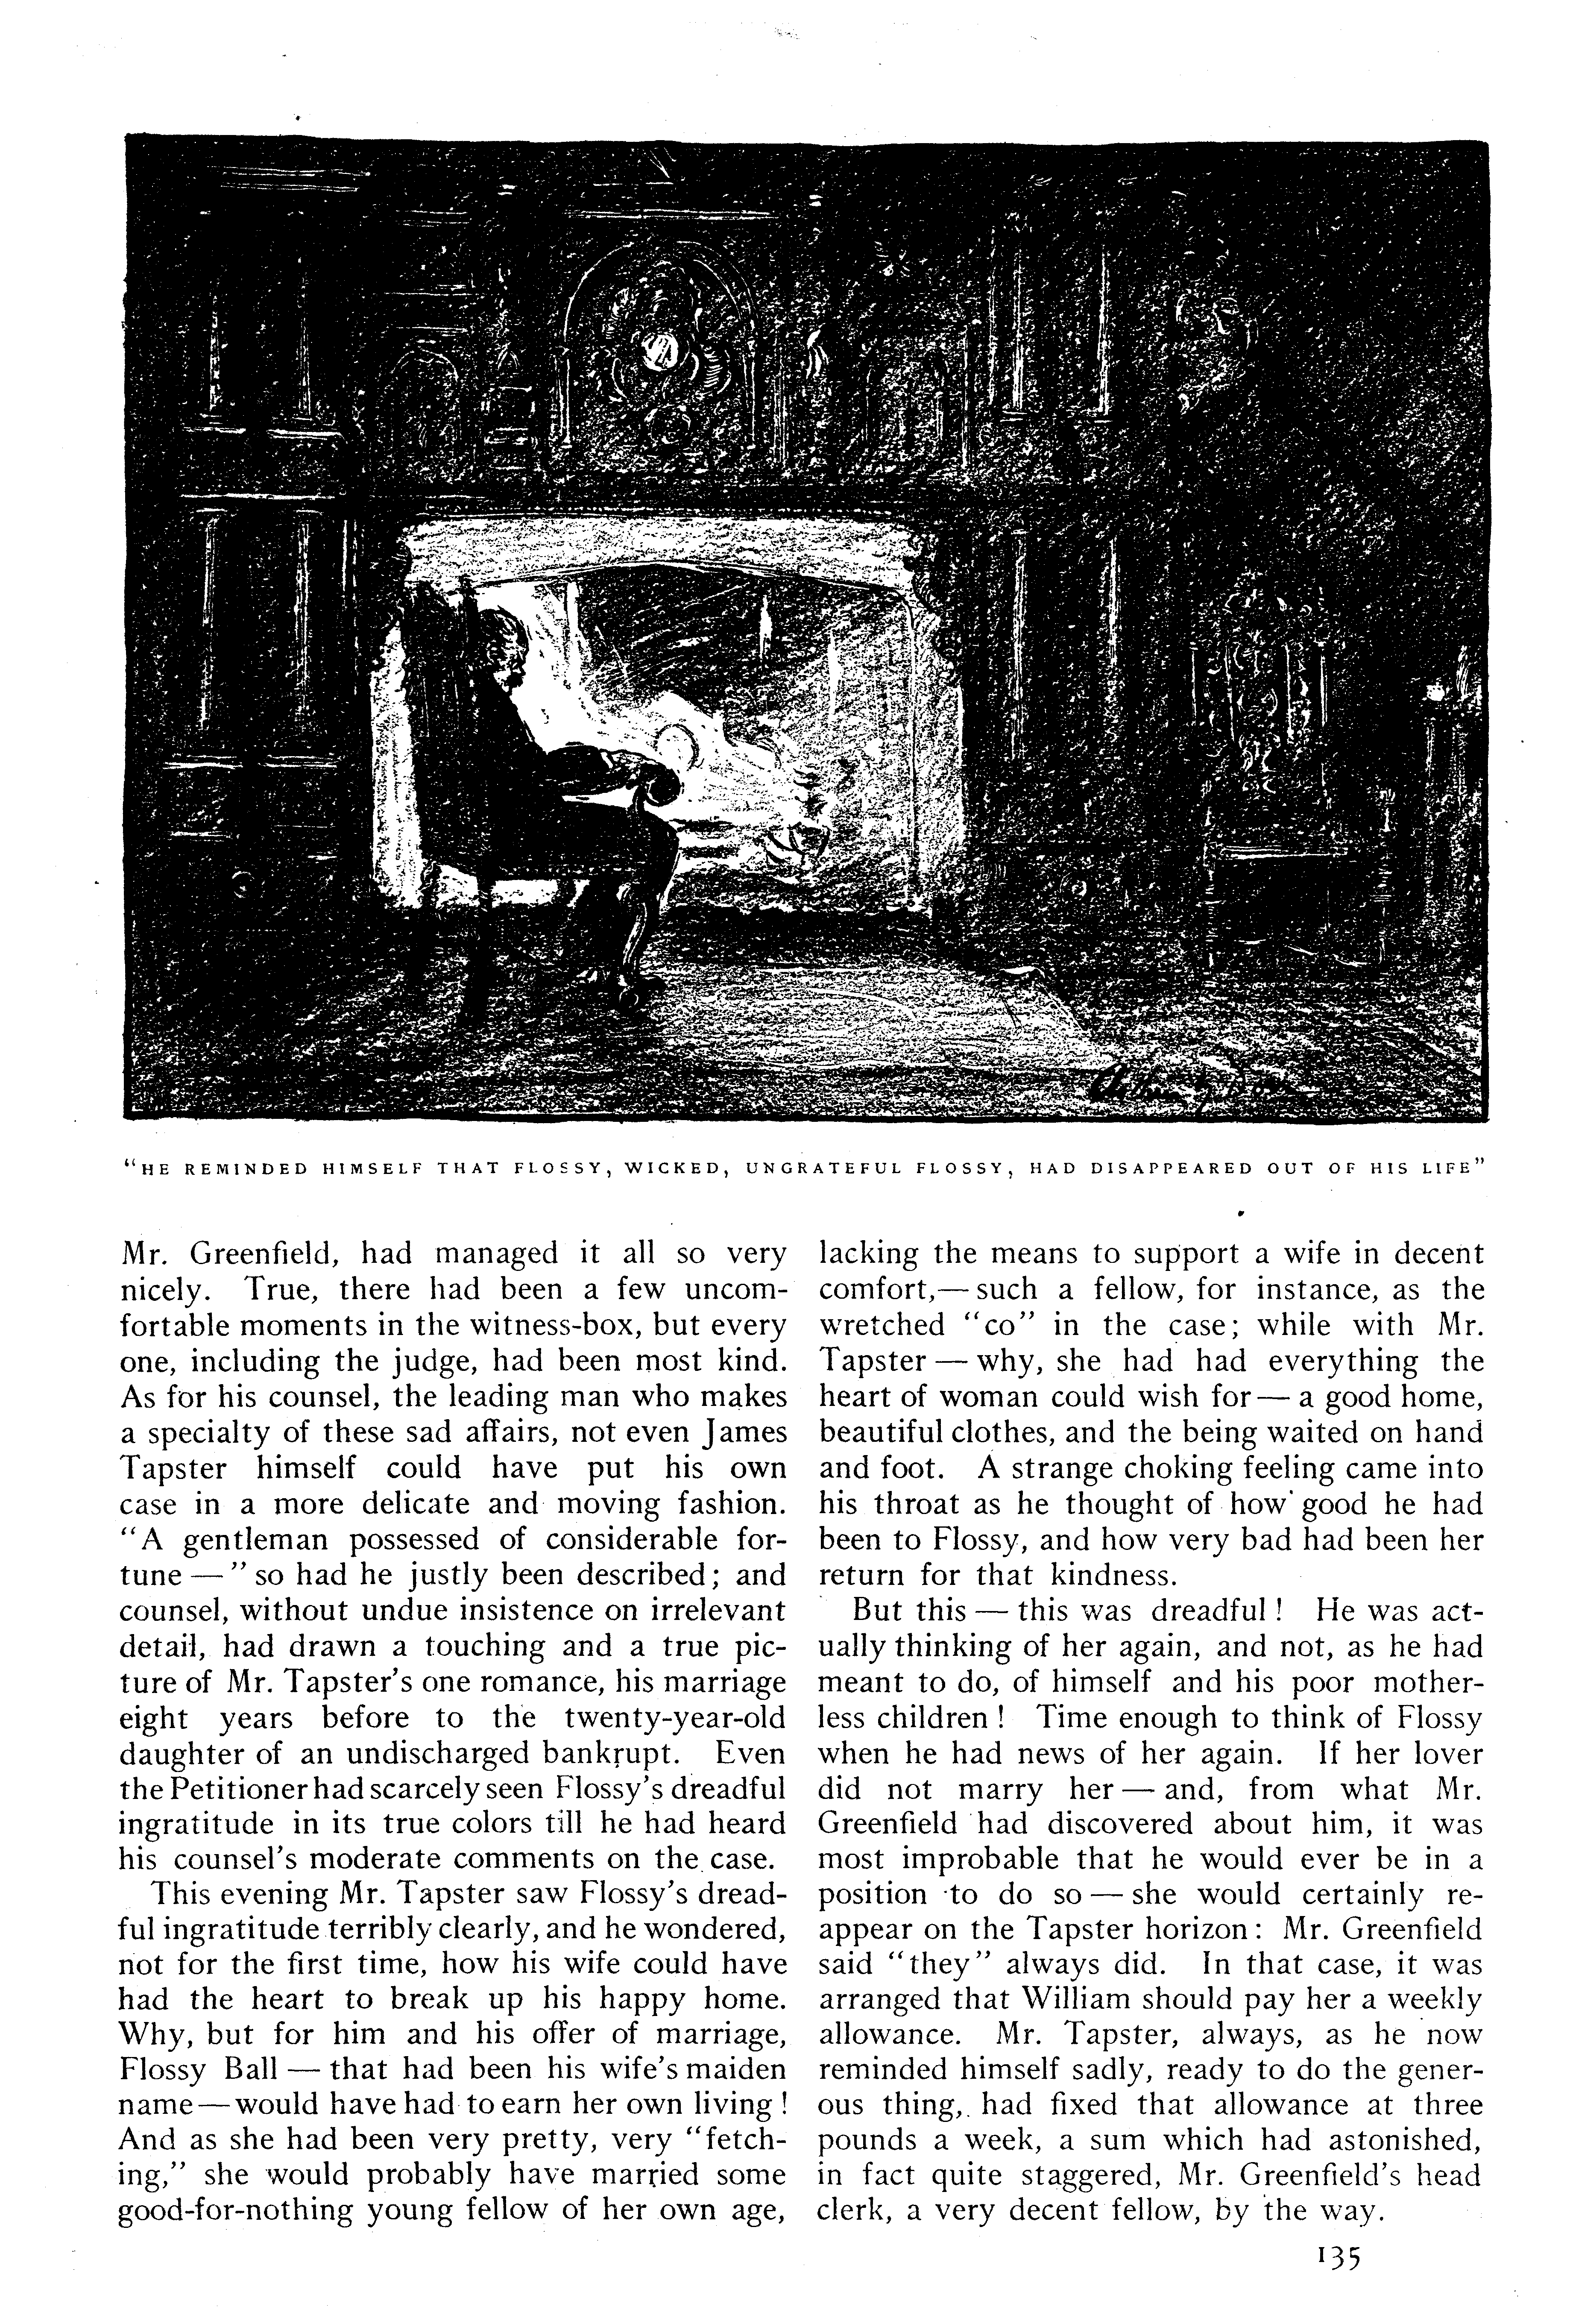 "HE REMINDED HIMSELF THAT FLOSSY, WICKED, UNGRATEFUL FLOSSY, HAD DISAPPEARED OUT OF HIS LIFE"
Mr. Greenfield, had managed it all so very
nicely. True, there had been a few uncom-
fortable moments in the witness-box, but every
one, including the judge, had been most kind.
As for his counsel, the leading man who makes
a specialty of these sad affairs, not even James
Tapster himself could have put his own
case in a more delicate and moving fashion.
"A gentleman possessed of considerable for-
tune — " so had he justly been described; and
counsel, without undue insistence on irrelevant
detail, had drawn a touching and a true pic-
ture of Mr. Tapster's one romance, his marriage
eight years before to the twenty-year-old
daughter of an undischarged bankrupt. Even
the Petitioner had scarcely seen Flossy's dreadful
ingratitude in its true colors till he had heard
his counsel's moderate comments on the case.
This evening Mr. Tapster saw Flossy's dread-
ful ingratitude terribly clearly, and he wondered,
not for the first time, how his wife could have
had the heart to break up his happy home.
Why, but for him and his offer of marriage,
Flossy Ball — that had been his wife's maiden
name — would have had to earn her own living!
And as she had been very pretty, very "fetch-
ing," she would probably have married some
good-for-nothing young fellow of her own age,
lacking the means to support a wife in decent
comfort,— such a fellow, for instance, as the
wretched "co" in the case; while with Mr.
Tapster — why, she had had everything the
heart of woman could wish for — a good home,
beautiful clothes, and the being waited on hand
and foot. A strange choking feeling came into
his throat as he thought of how good he had
been to Flossy, and how very bad had been her
return for that kindness.
But this — this was dreadful! He was act-
ually thinking of her again, and not, as he had
meant to do, of himself and his poor mother-
less children! Time enough to think of Flossy
when he had news of her again. If her lover
did not marry her — and, from what Mr.
Greenfield had discovered about him, it was
most improbable that he would ever be in a
position to do so — she would certainly re-
appear on the Tapster horizon: Mr. Greenfield
said "they" always did. In that case, it was
arranged that William should pay her a weekly
allowance. Mr. Tapster, always, as he now
reminded himself sadly, ready to do the gener-
ous thing, had fixed that allowance at three
pounds a week, a sum which had astonished,
in fact quite staggered, Mr. Greenfield's head
clerk, a very decent fellow, by the way.
135